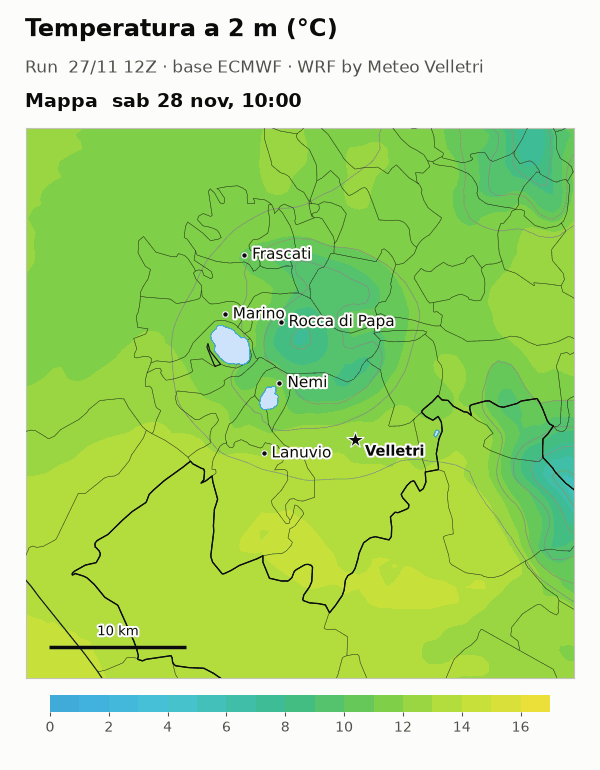 Temperatura a 2 m (°C)
Run  27/11 12Z · base ECMWF · WRF by Meteo Velletri
Mappa  sab 28 nov, 10:00
Frascati
Marino
Rocca di Papa
Nemi
Velletri
Lanuvio
10 km
0 2 4 6 8 10 12 14 16